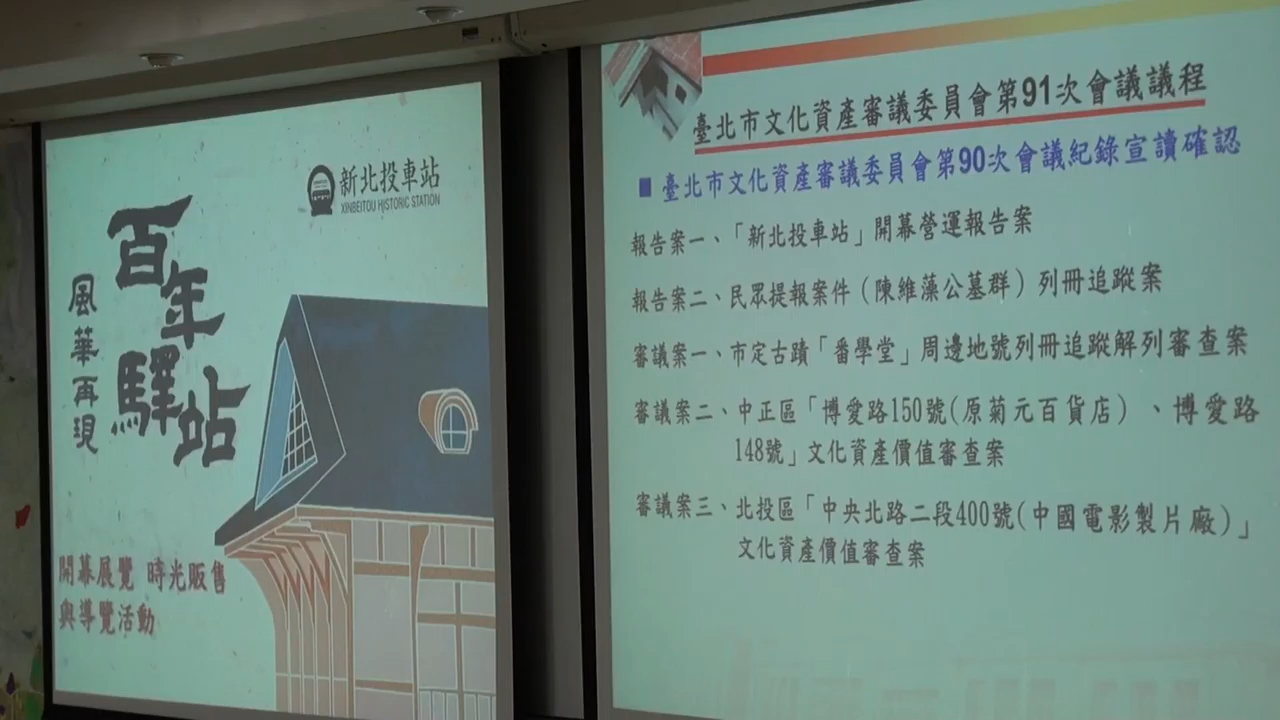 新北投車站
XINBEITOU HISTORIC STATION
百年驛站
風華再現
開幕展覽 時光販售
與導覽活動
臺北市文化資產審議委員會第91次會議議程
■ 臺北市文化資產審議委員會第90次會議紀錄宣讀確認
報告案一、「新北投車站」開幕營運報告案
報告案二、民眾提報案件（陳維藻公墓群）列冊追蹤案
審議案一、市定古蹟「番學堂」周邊地號列冊追蹤解列審查案
審議案二、中正區「博愛路150號(原菊元百貨店）、博愛路
148號」文化資產價值審查案
審議案三、北投區「中央北路二段400號(中國電影製片廠)」
文化資產價值審查案